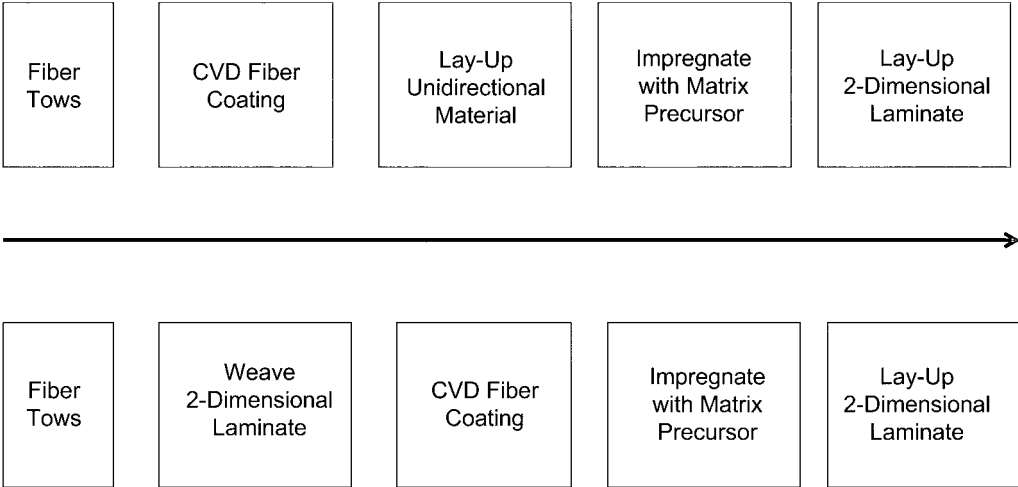 Fiber
Tows
CVD Fiber
Coating
Lay-Up
Unidirectional
Material
Impregnate
with Matrix
Precursor
Lay-Up
2-Dimensional
Laminate
Fiber
Tows
Weave
2-Dimensional
Laminate
CVD Fiber
Coating
Impregnate
with Matrix
Precursor
Lay-Up
2-Dimensional
Laminate